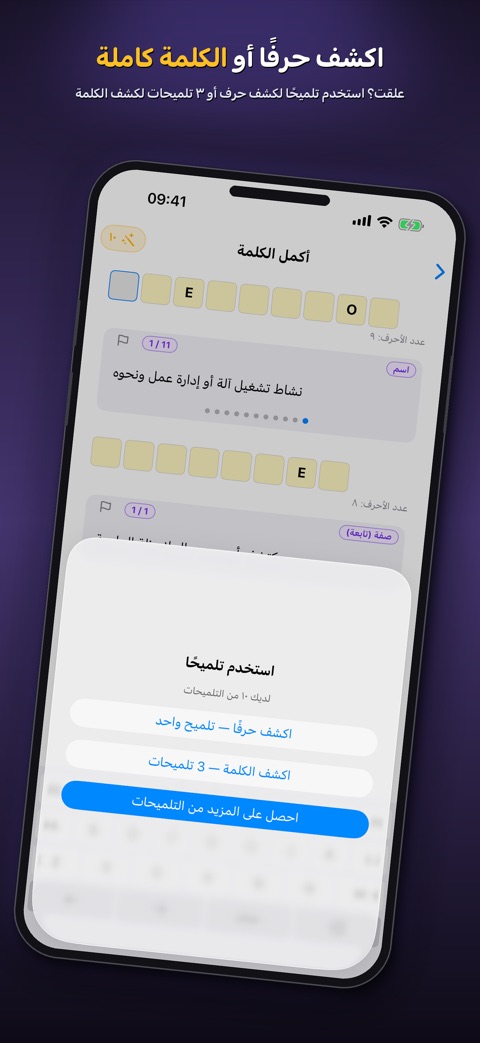 اكشف حرفًا أو الكلمة كاملة
علقت؟ استخدم تلميحًا لكشف حرف أو ٣ تلميحات لكشف الكلمة
09:41
أكمل الكلمة
١٠
E O
عدد الأحرف: ٩
اسم
1 / 11
نشاط تشغيل آلة أو إدارة عمل ونحوه
E
عدد الأحرف: ٨
صفة (تابعة)
1 / 1
استخدم تلميحًا
لديك ١٠ من التلميحات
اكشف حرفًا — تلميح واحد
اكشف الكلمة — 3 تلميحات
احصل على المزيد من التلميحات